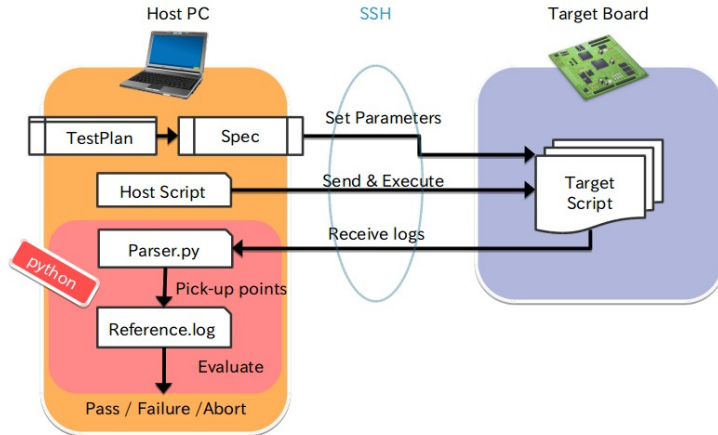 Host PC
SSH
Target Board
TestPlan
Spec
Set Parameters
Host Script
Send & Execute
Target
Script
Parser.py
Receive logs
python
Pick-up points
Reference.log
Evaluate
Pass / Failure /Abort